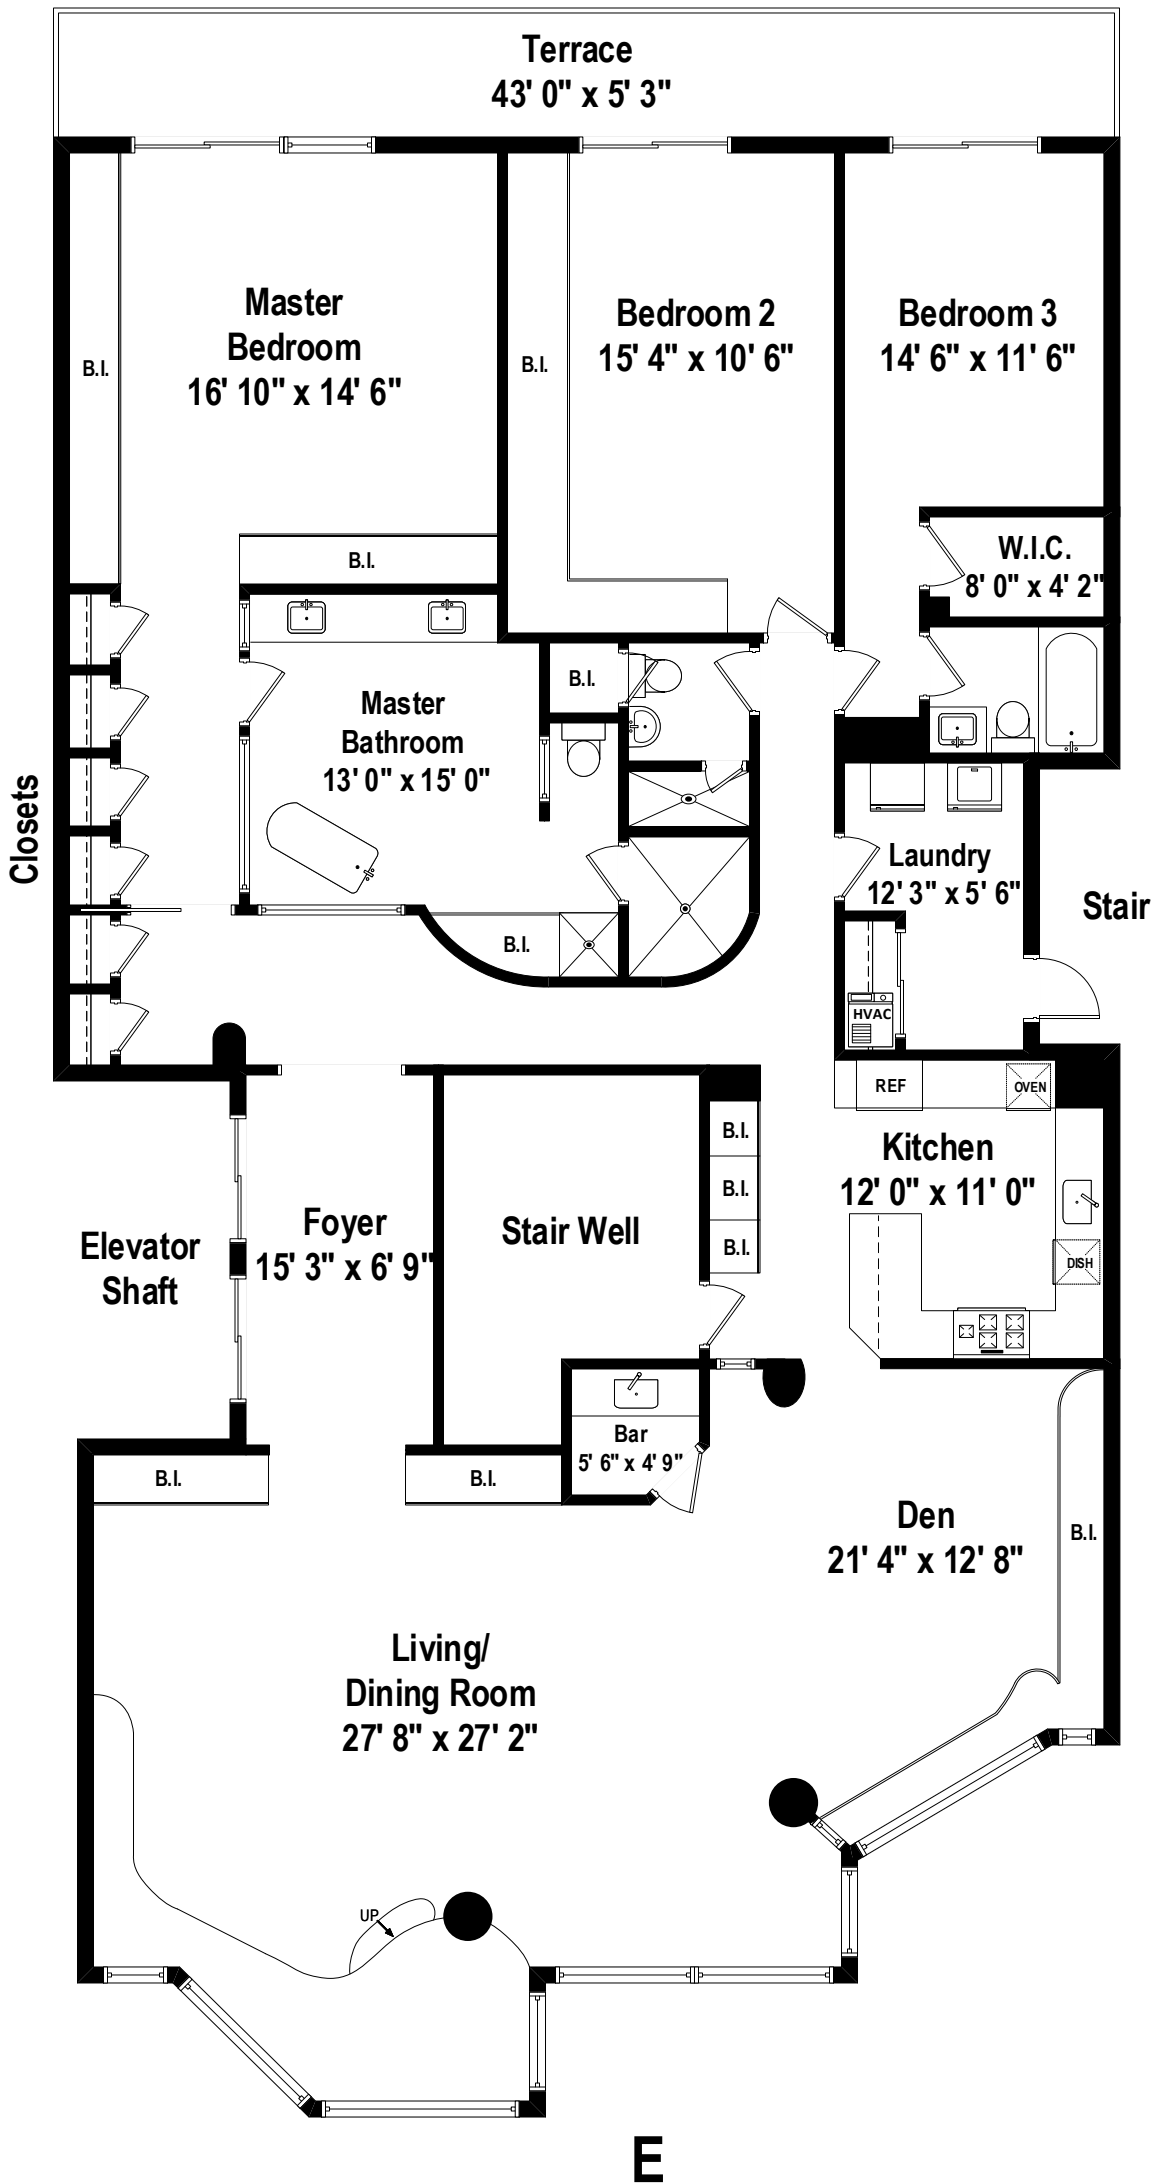 Terrace
43' 0" x 5' 3"
Master
Bedroom
16' 10" x 14' 6"
B.I.
B.I.
Bedroom 2
15' 4" x 10' 6"
B.I.
Bedroom 3
14' 6" x 11' 6"
W.I.C.
8' 0" x 4' 2"
Closets
Master
Bathroom
13' 0" x 15' 0"
B.I.
B.I.
Laundry
12' 3" x 5' 6"
HVAC
Stair
REF
OVEN
Kitchen
12' 0" x 11' 0"
DISH
B.I.
B.I.
B.I.
Elevator
Shaft
Foyer
15' 3" x 6' 9"
Stair Well
Bar
5' 6" x 4' 9"
B.I.
B.I.
Den
21' 4" x 12' 8"
B.I.
Living/
Dining Room
27' 8" x 27' 2"
UP
E